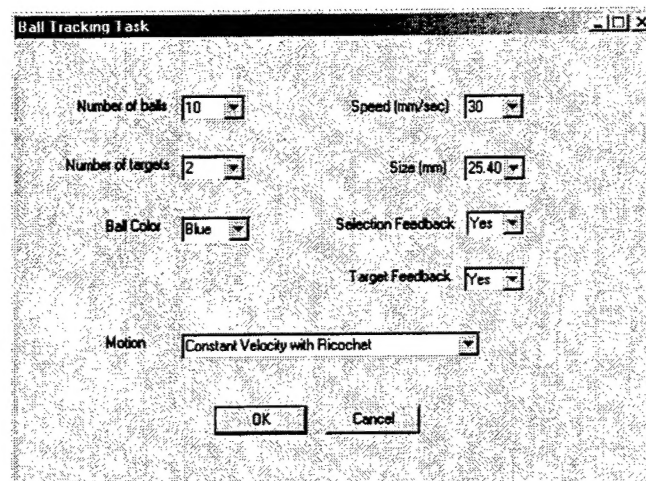 Ball Tracking Task
Number of balls 10 Speed (mm/sec) 30
Number of targets 2 Size (mm) 25.40
Ball Color Blue Selection Feedback Yes
Target Feedback Yes
Motion Constant Velocity with Ricochet
OK Cancel